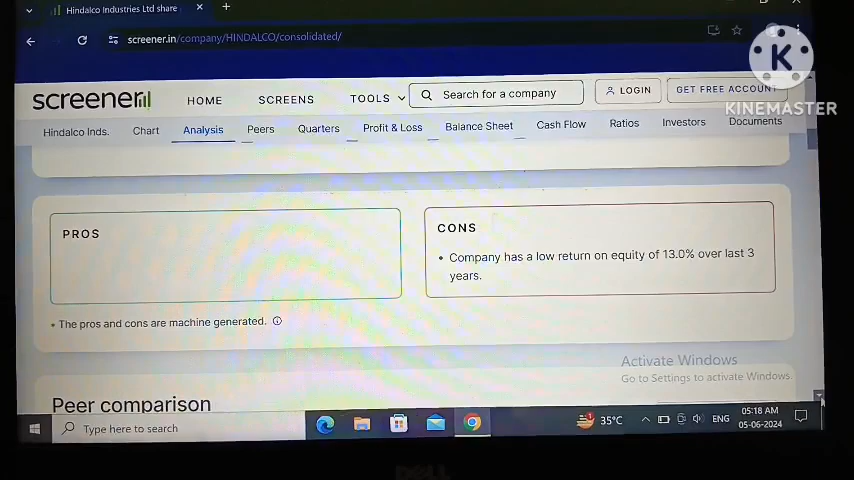 Hindalco Industries Ltd share
screener.in/company/HINDALCO/consolidated/
screener
HOME
SCREENS
TOOLS
Search for a company
LOGIN
GET FREE ACCOUNT
K
KINEMASTER
Hindalco Inds.
Chart
Analysis
Peers
Quarters
Profit & Loss
Balance Sheet
Cash Flow
Ratios
Investors
Documents
PROS
CONS
• Company has a low return on equity of 13.0% over last 3
years.
• The pros and cons are machine generated.
Activate Windows
Go to Settings to activate Windows.
Peer comparison
Type here to search
1
35°C
ENG
05:18 AM
05-06-2024